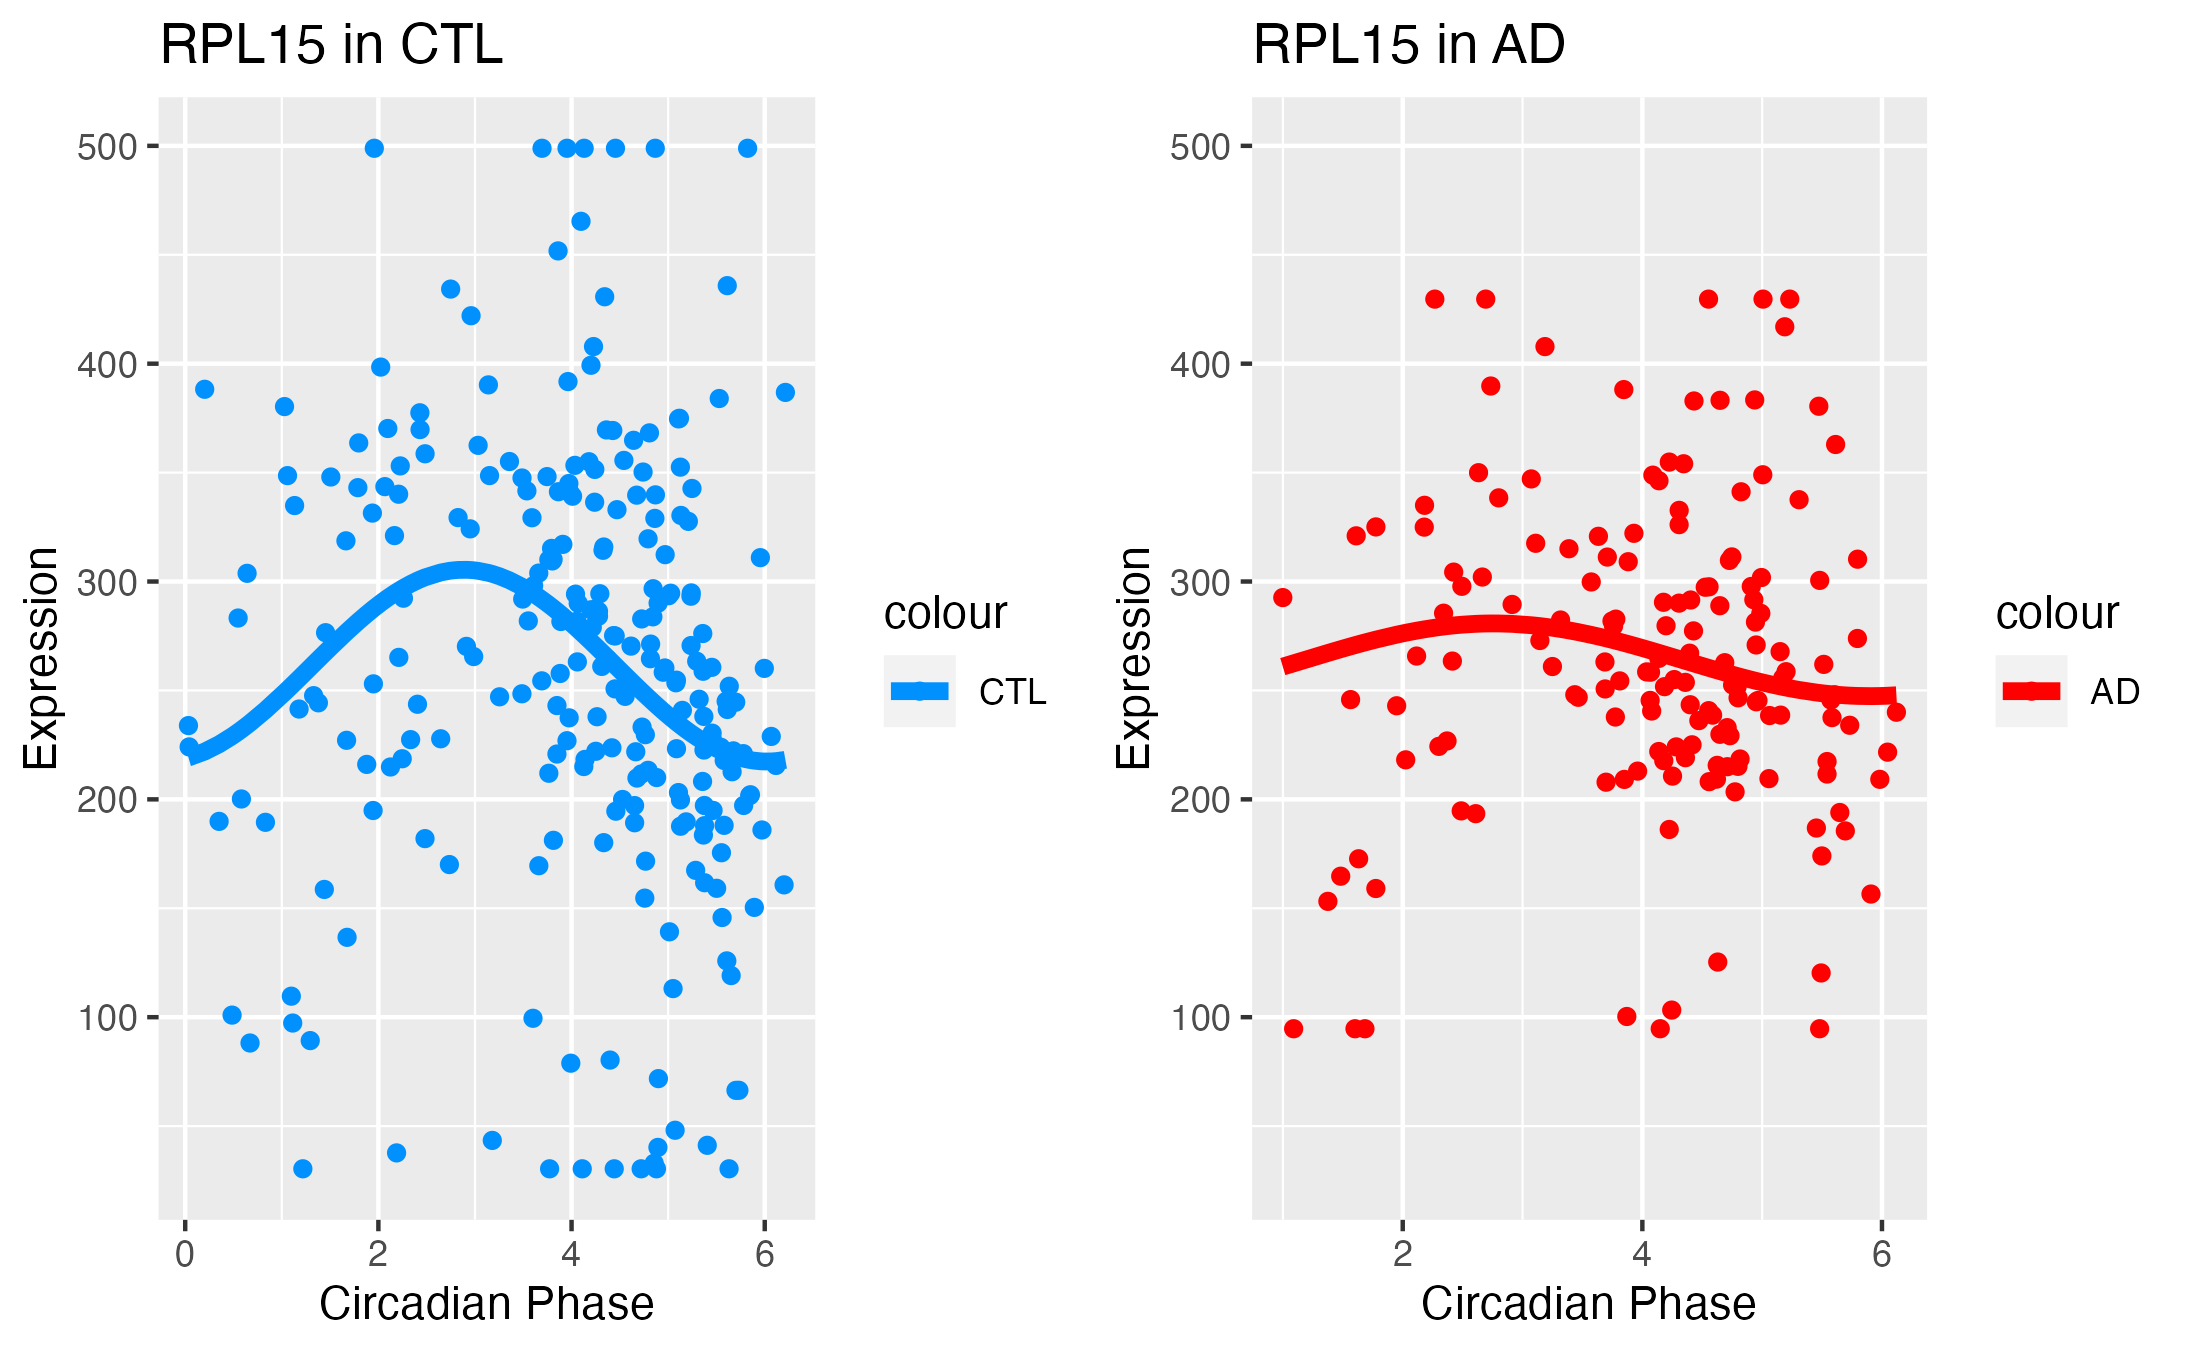 RPL15 in CTL
500
400
300
200
100
Expression
0 2 4 6
Circadian Phase
colour
CTL
RPL15 in AD
500
400
300
200
100
Expression
2 4 6
Circadian Phase
colour
AD